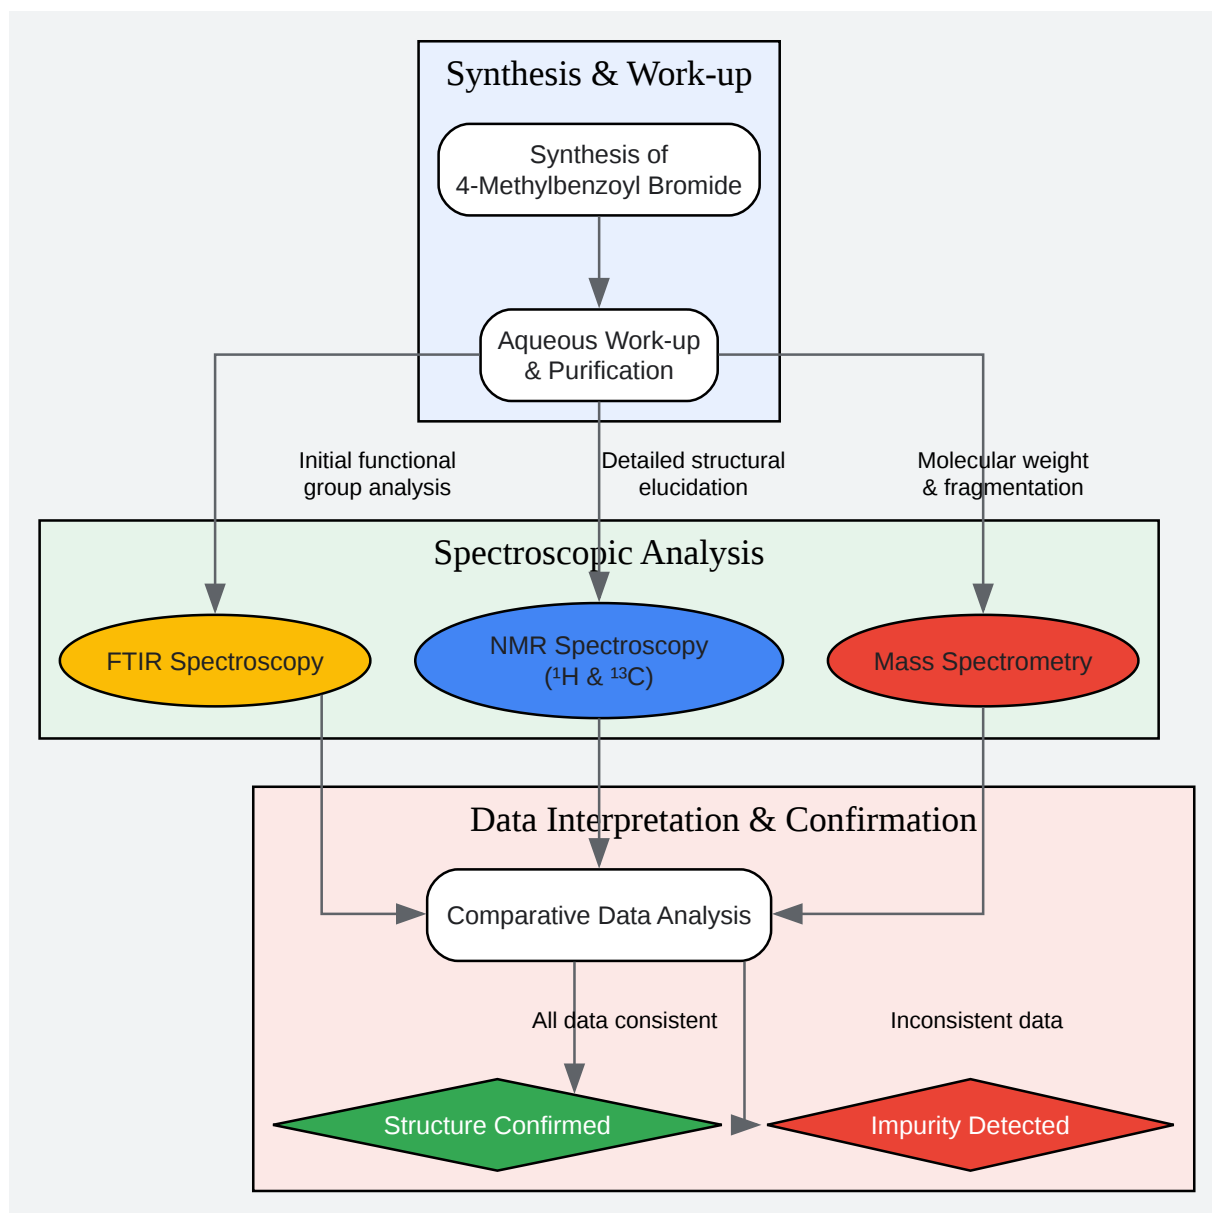 Synthesis & Work-up
Synthesis of
4-Methylbenzoyl Bromide
Aqueous Work-up
& Purification
Initial functional
group analysis
Detailed structural
elucidation
Molecular weight
& fragmentation
Spectroscopic Analysis
FTIR Spectroscopy
NMR Spectroscopy
(¹H & ¹³C)
Mass Spectrometry
Data Interpretation & Confirmation
Comparative Data Analysis
All data consistent
Inconsistent data
Structure Confirmed
Impurity Detected